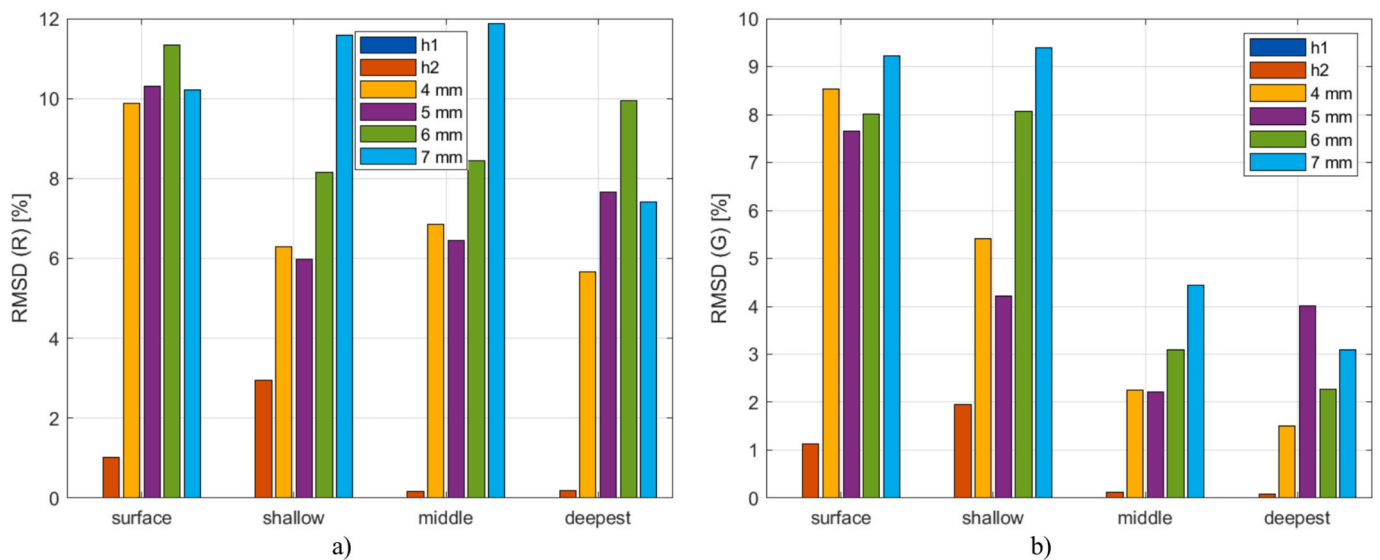 12
10
8
6
4
2
0
RMSD (R) [%]
h1
h2
4 mm
5 mm
6 mm
7 mm
surface shallow middle deepest
a)
10
9
8
7
6
5
4
3
2
1
0
RMSD (G) [%]
h1
h2
4 mm
5 mm
6 mm
7 mm
surface shallow middle deepest
b)